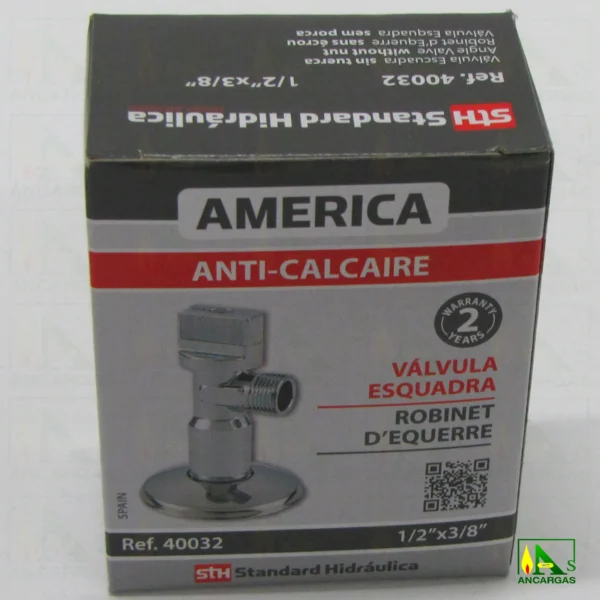 Válvula Esquadra sem porca
Robinet d'Equerre sans écrou
Angle Valve without nut
Válvula Escuadra sin tuerca
Ref. 40032
1/2"x3/8"
STH Standard Hidráulica
AMERICA
ANTI-CALCAIRE
WARRANTY
2
YEARS
VÁLVULA
ESQUADRA
ROBINET
D'EQUERRE
SPAIN
Ref. 40032
1/2"x3/8"
STH Standard Hidráulica
AS
ANCARGAS